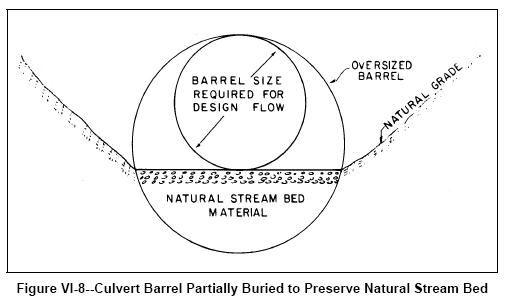 BARREL SIZE
REQUIRED FOR
DESIGN FLOW
OVERSIZED
BARREL
NATURAL GRADE
NATURAL STREAM BED
MATERIAL
Figure VI-8--Culvert Barrel Partially Buried to Preserve Natural Stream Bed